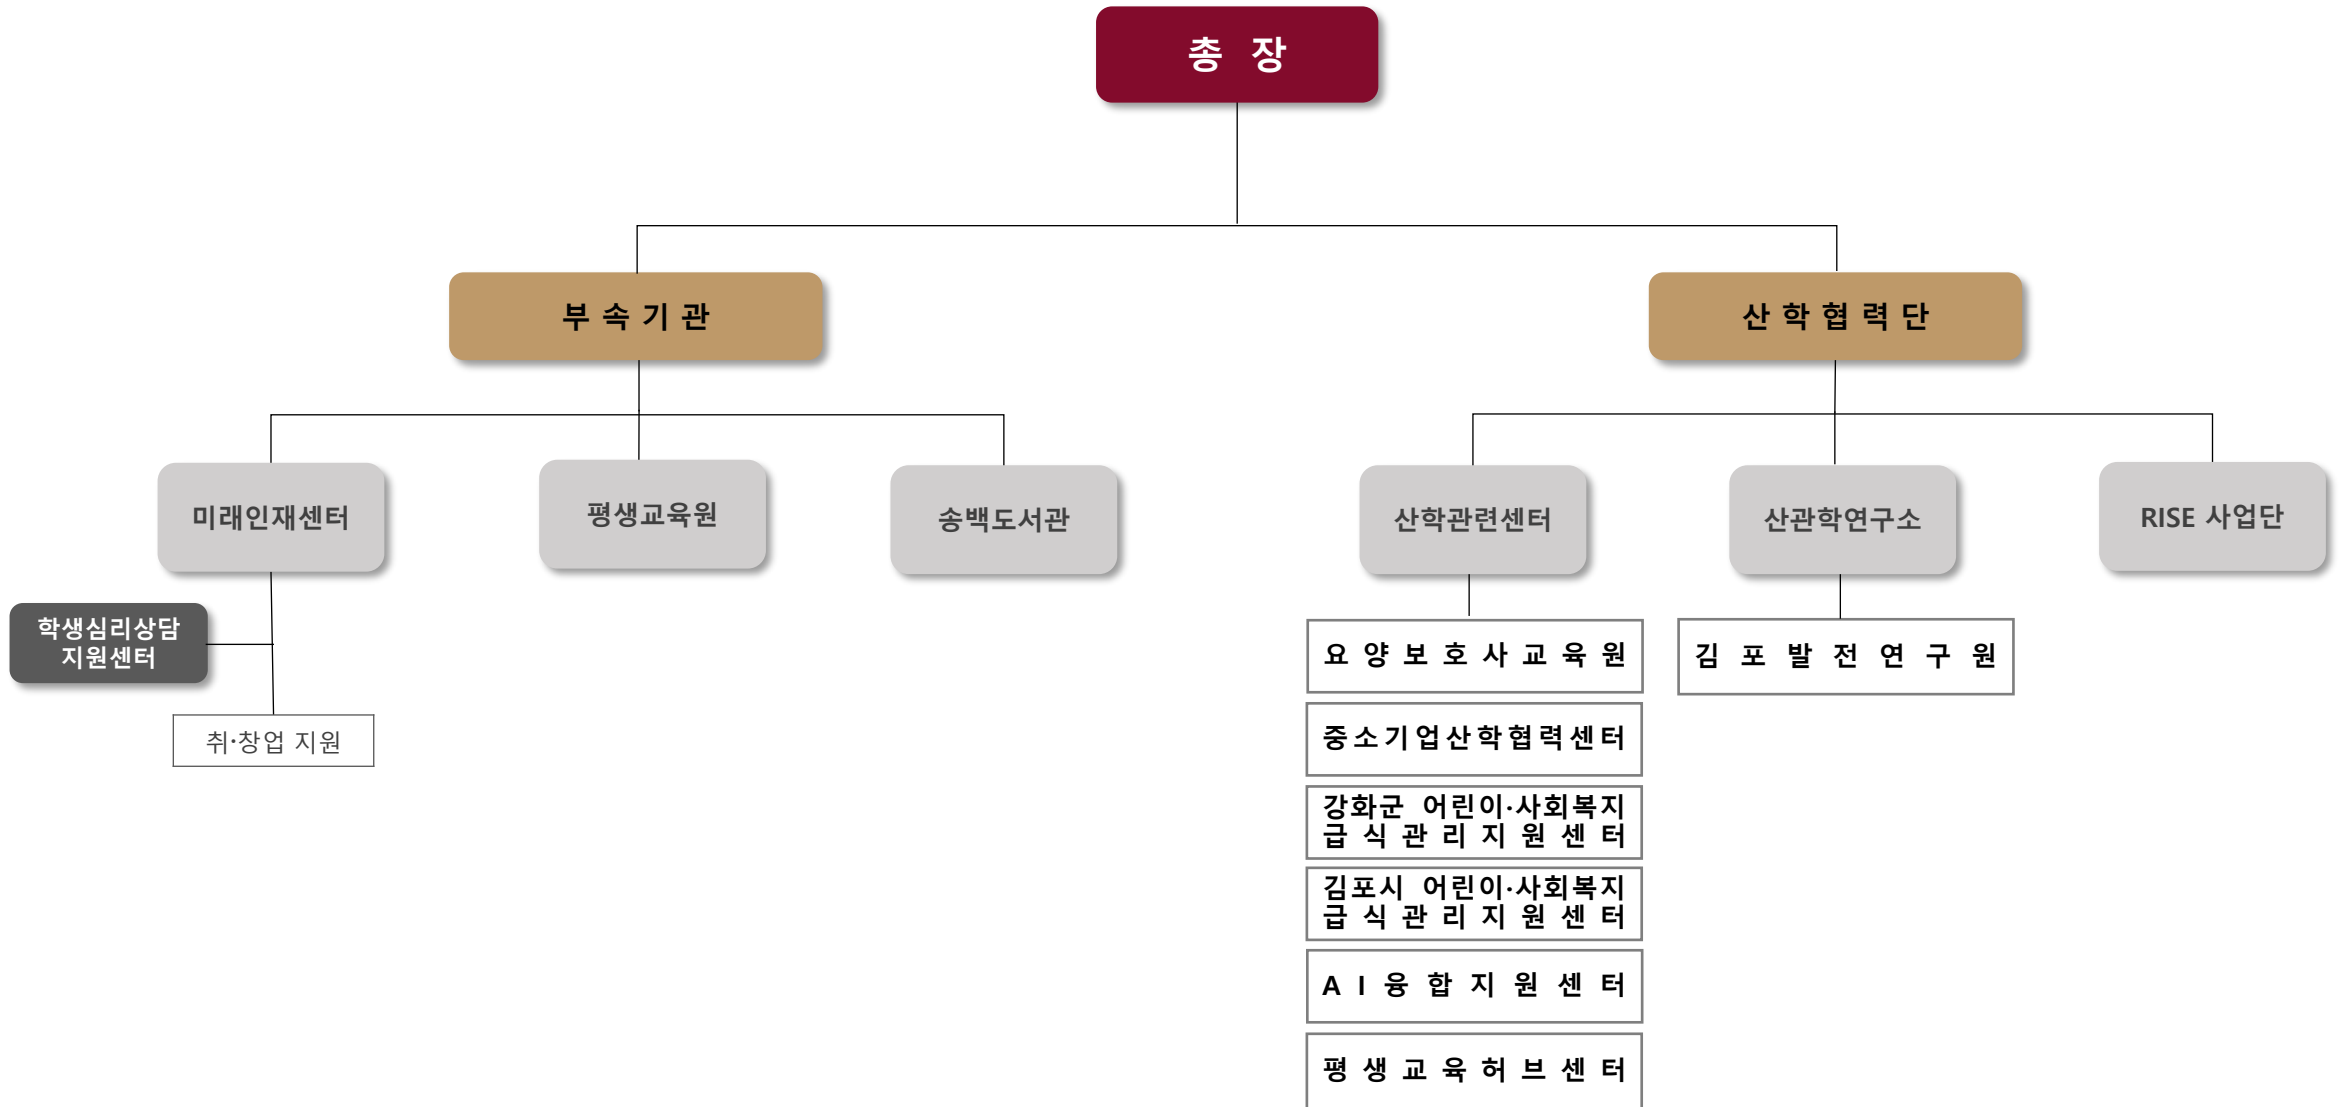 총 장
부 속 기 관
산 학 협 력 단
미래인재센터
평생교육원
송백도서관
산학관련센터
산관학연구소
RISE 사업단
학생심리상담
지원센터
취·창업 지원
요 양 보 호 사 교 육 원
중소기업산학협력센터
강화군 어린이·사회복지
급 식 관 리 지 원 센 터
김포시 어린이·사회복지
급 식 관 리 지 원 센 터
A I 융 합 지 원 센 터
평 생 교 육 허 브 센 터
김 포 발 전 연 구 원